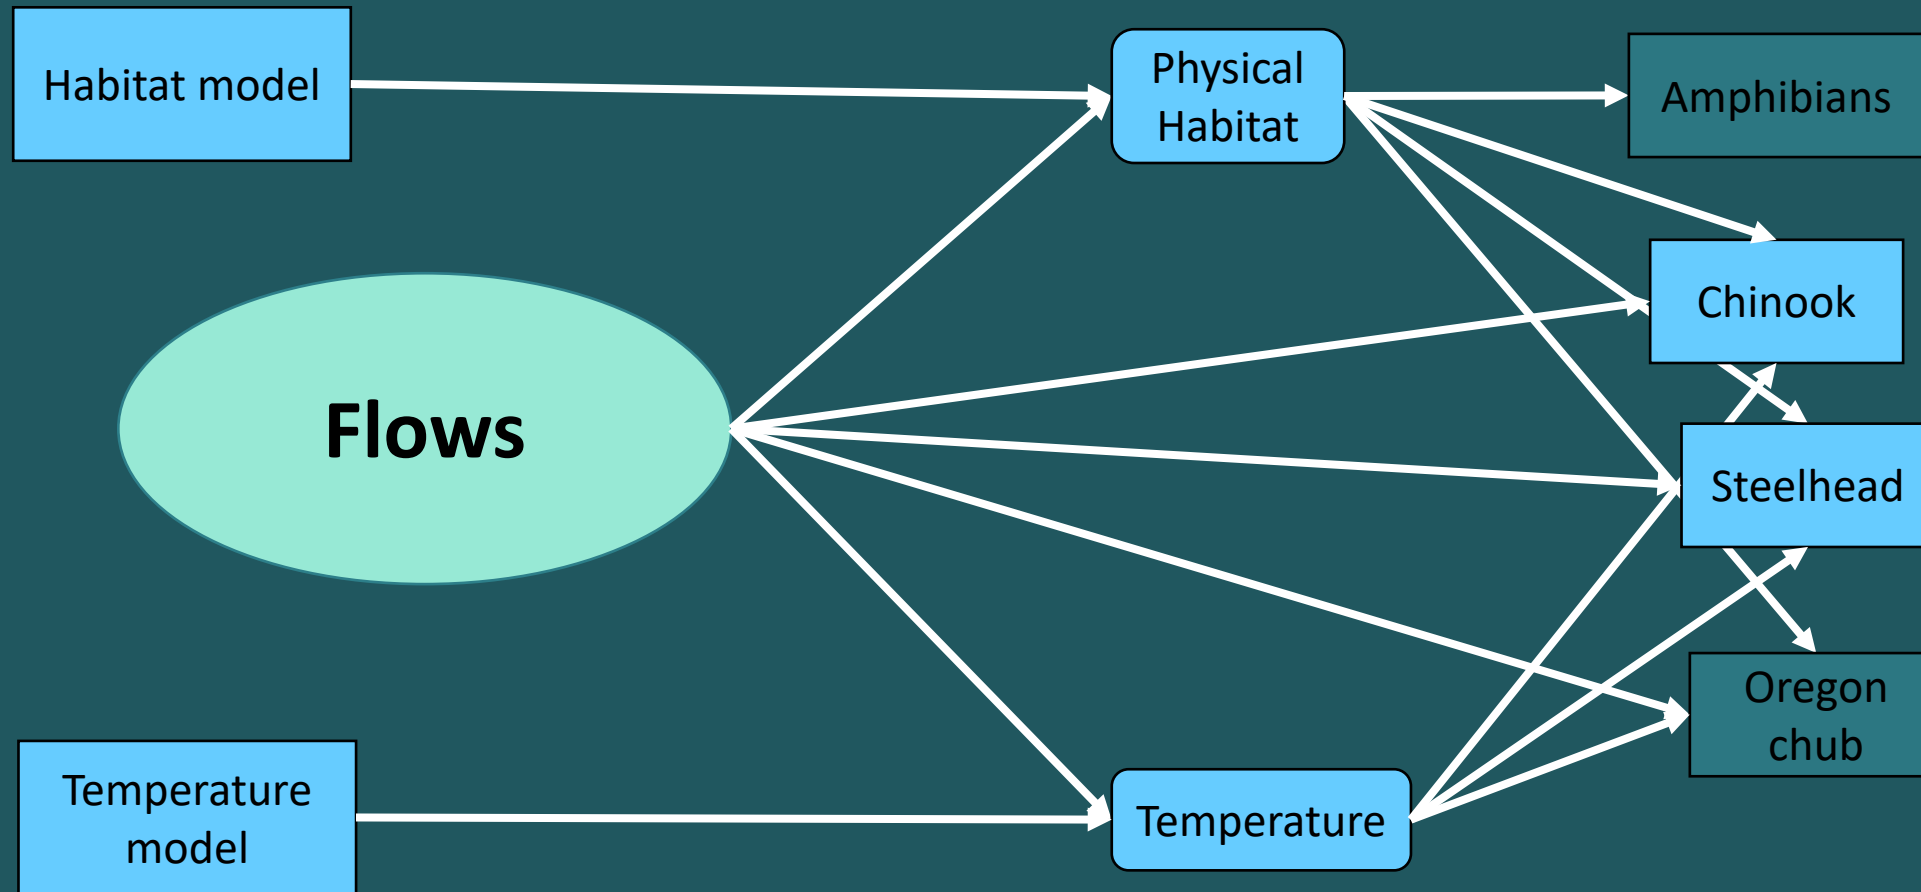 Habitat model
Physical
Habitat
Amphibians
Chinook
Flows
Steelhead
Oregon
chub
Temperature
model
Temperature